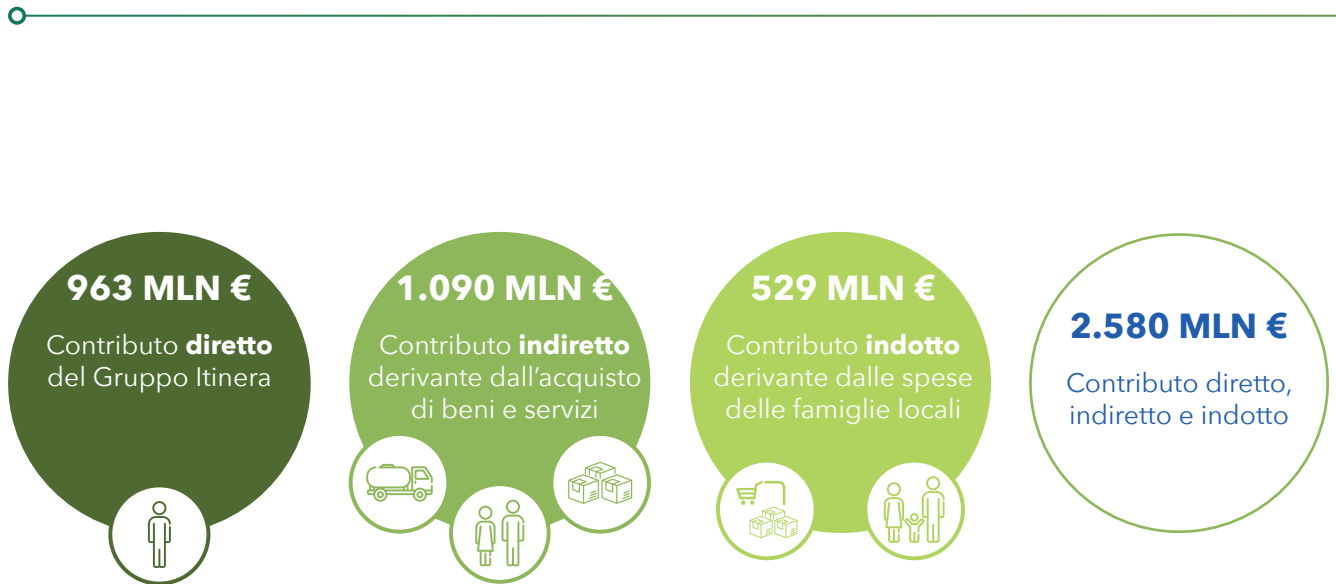 963 MLN €
Contributo diretto
del Gruppo Itinera
1.090 MLN €
Contributo indiretto
derivante dall’acquisto
di beni e servizi
529 MLN €
Contributo indotto
derivante dalle spese
delle famiglie locali
2.580 MLN €
Contributo diretto,
indiretto e indotto